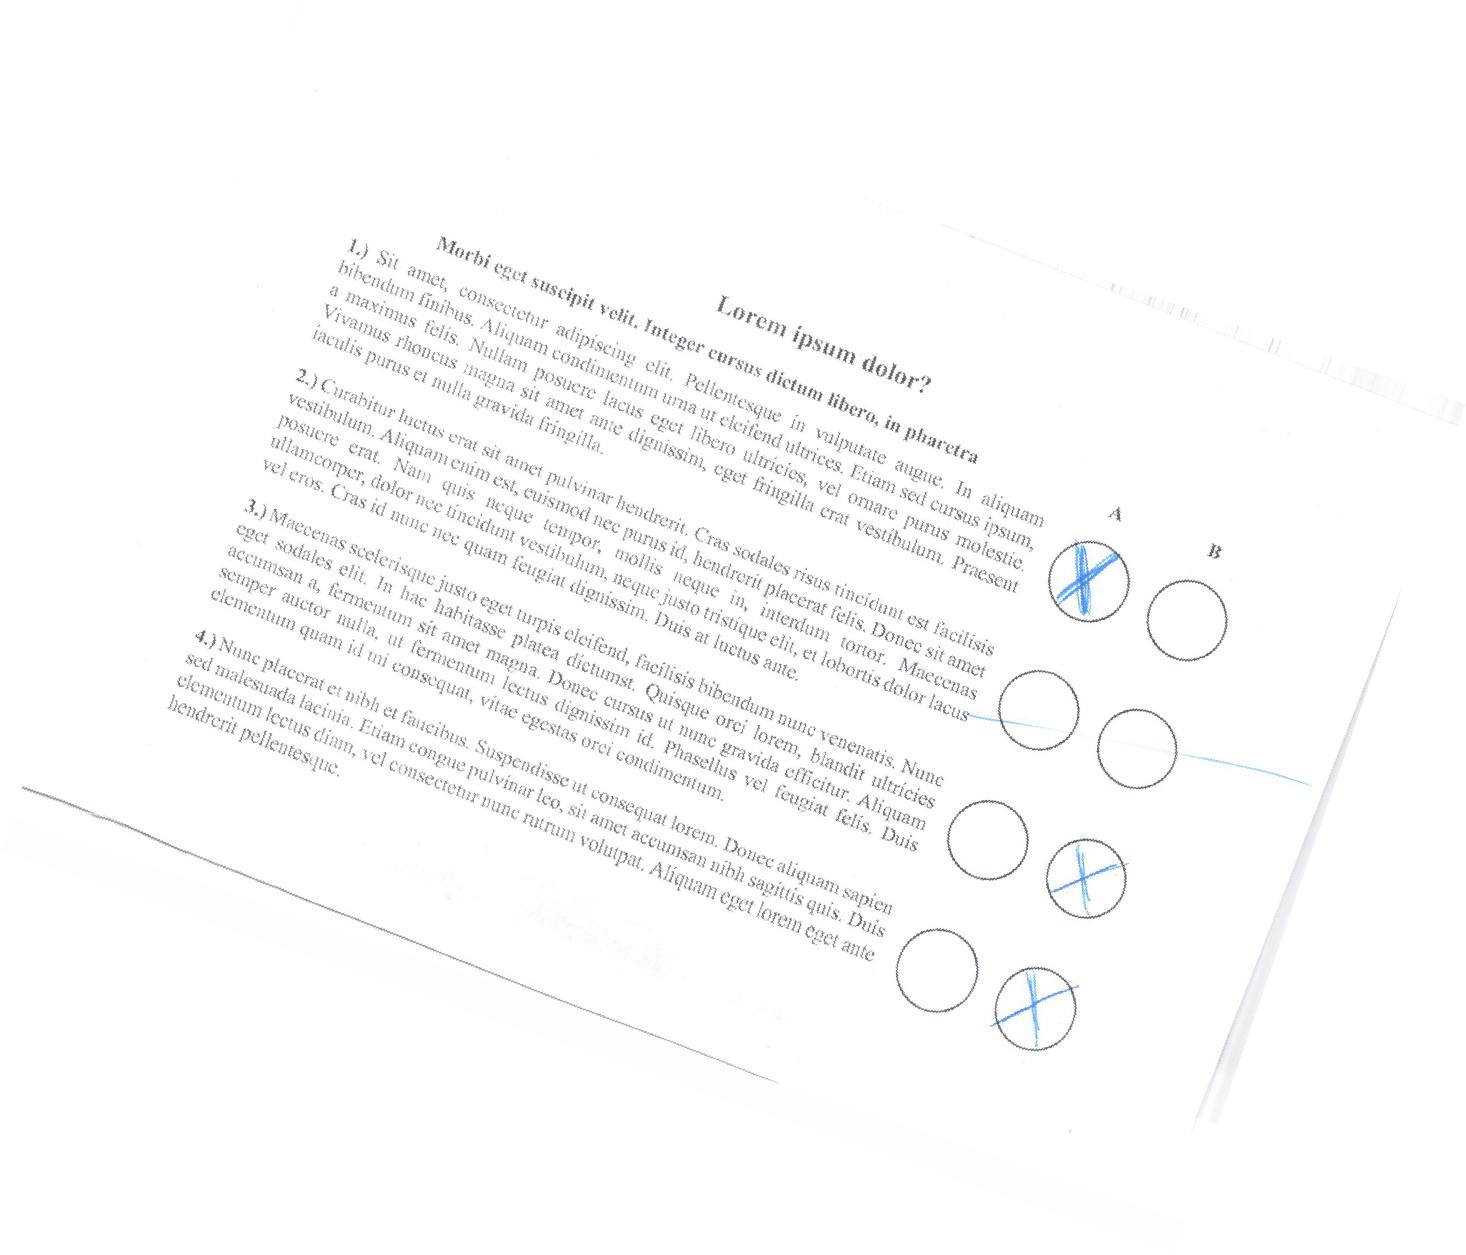 Lorem ipsum dolor?
Morbi eget suscipit velit. Integer cursus dictum libero, in pharetra
A
B
1.) Sit amet, consectetur adipiscing elit. Pellentesque in vulputate augue. In aliquam
bibendum finibus. Aliquam condimentum urna ut eleifend ultrices. Etiam sed cursus ipsum,
a maximus felis. Nullam posuere lacus eget libero ultricies, vel ornare purus molestie.
Vivamus rhoncus magna sit amet ante dignissim, eget fringilla erat vestibulum. Praesent
iaculis purus et nulla gravida fringilla.
2.) Curabitur luctus erat sit amet pulvinar hendrerit. Cras sodales risus tincidunt est facilisis
vestibulum. Aliquam enim est, euismod nec purus id, hendrerit placerat felis. Donec sit amet
posuere erat. Nam quis neque tempor, mollis neque in, interdum tortor. Maecenas
ullamcorper, dolor nec tincidunt vestibulum, neque justo tristique elit, et lobortis dolor lacus
vel eros. Cras id nunc nec quam feugiat dignissim. Duis at luctus ante.
3.) Maecenas scelerisque justo eget turpis eleifend, facilisis bibendum nunc venenatis. Nunc
eget sodales elit. In hac habitasse platea dictumst. Quisque orci lorem, blandit ultricies
accumsan a, fermentum sit amet magna. Donec cursus ut nunc gravida efficitur. Aliquam
semper auctor nulla, ut fermentum lectus dignissim id. Phasellus vel feugiat felis. Duis
elementum quam id mi consequat, vitae egestas orci condimentum.
4.) Nunc placerat et nibh et faucibus. Suspendisse ut consequat lorem. Donec aliquam sapien
sed malesuada lacinia. Etiam congue pulvinar leo, sit amet accumsan nibh sagittis quis. Duis
elementum lectus diam, vel consectetur nunc rutrum volutpat. Aliquam eget lorem eget ante
hendrerit pellentesque.